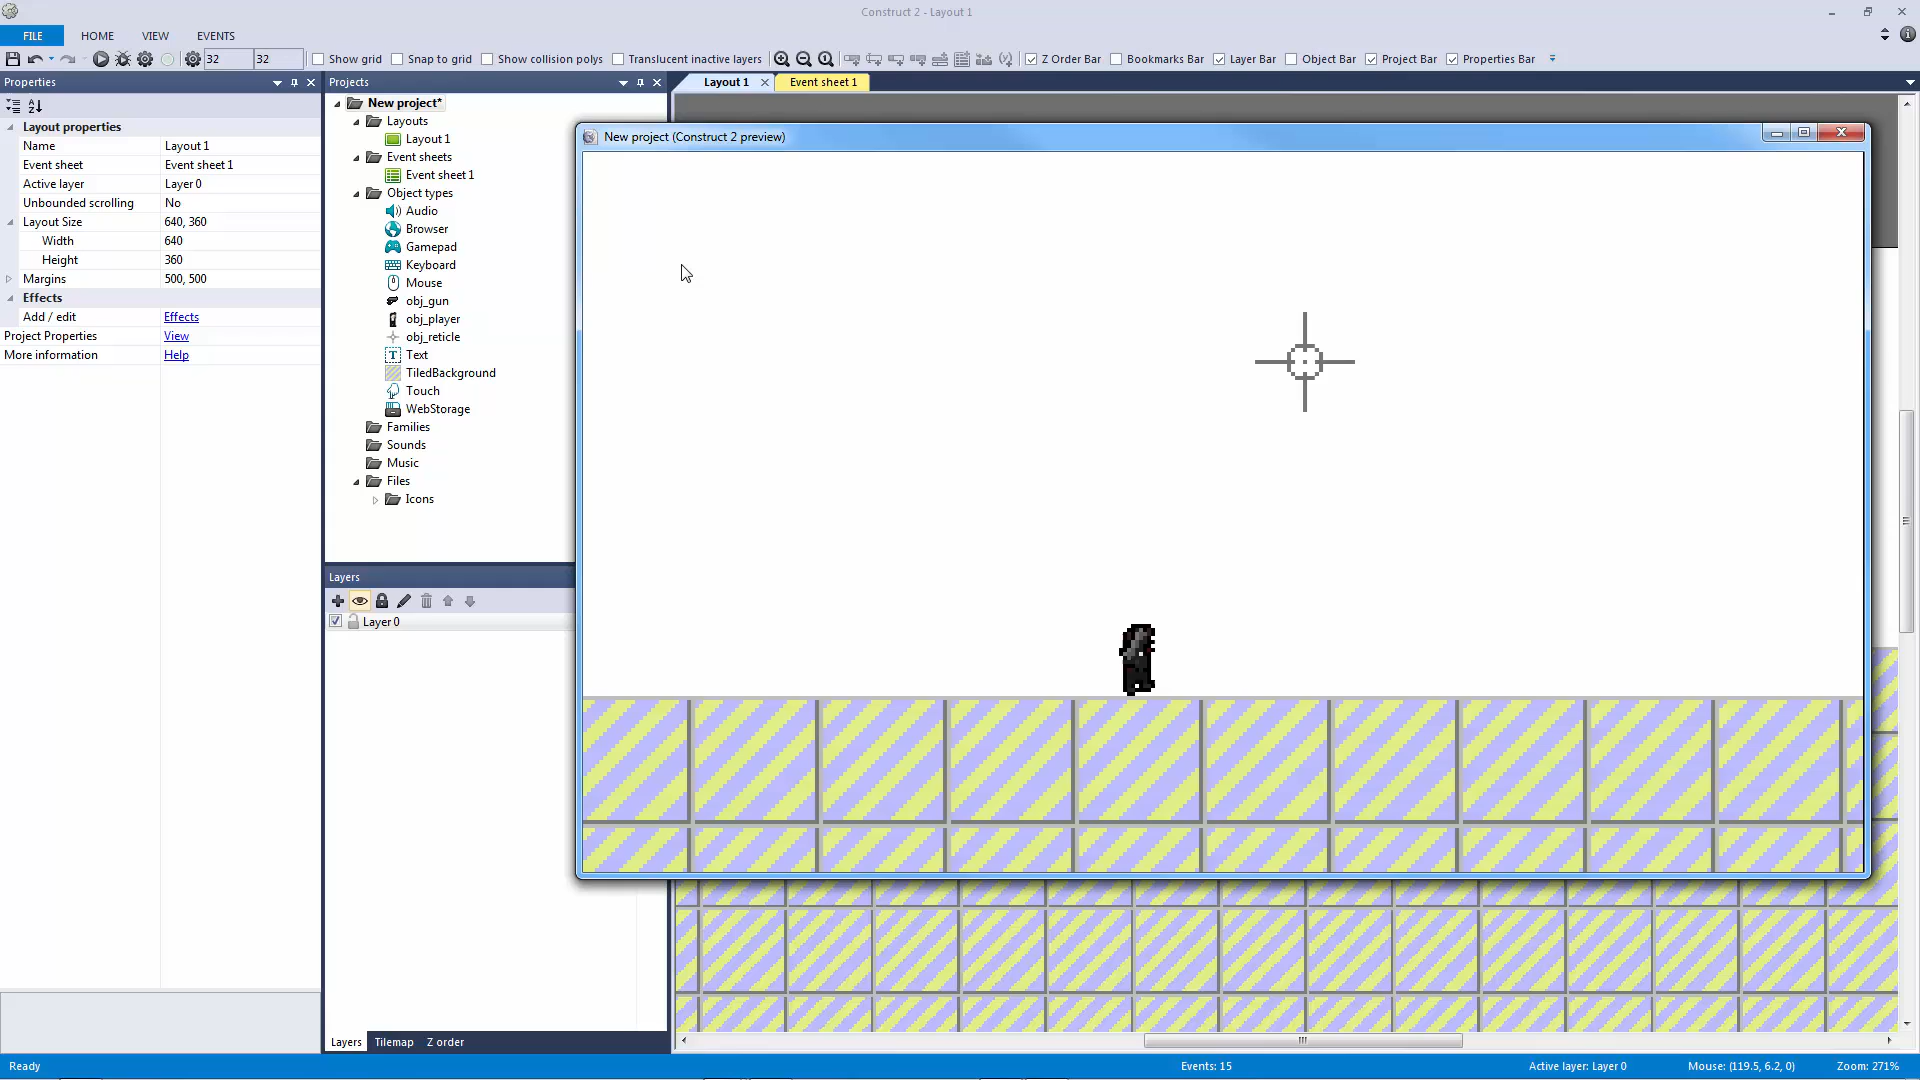 Construct 2 - Layout 1
FILE HOME VIEW EVENTS
32 32 Show grid Snap to grid Show collision polys Translucent inactive layers Z Order Bar Bookmarks Bar Layer Bar Object Bar Project Bar Properties Bar
Properties
Layout properties
Name Layout 1
Event sheet Event sheet 1
Active layer Layer 0
Unbounded scrolling No
Layout Size 640, 360
Width 640
Height 360
Margins 500, 500
Effects
Add / edit Effects
Project Properties View
More information Help
Projects
New project*
Layouts
Layout 1
Event sheets
Event sheet 1
Object types
Audio
Browser
Gamepad
Keyboard
Mouse
obj_gun
obj_player
obj_reticle
Text
TiledBackground
Touch
WebStorage
Families
Sounds
Music
Files
Icons
Layers
Layer 0
Layers Tilemap Z order
Layout 1 Event sheet 1
New project (Construct 2 preview)
Ready Events: 15 Active layer: Layer 0 Mouse: (119.5, 6.2, 0) Zoom: 271%